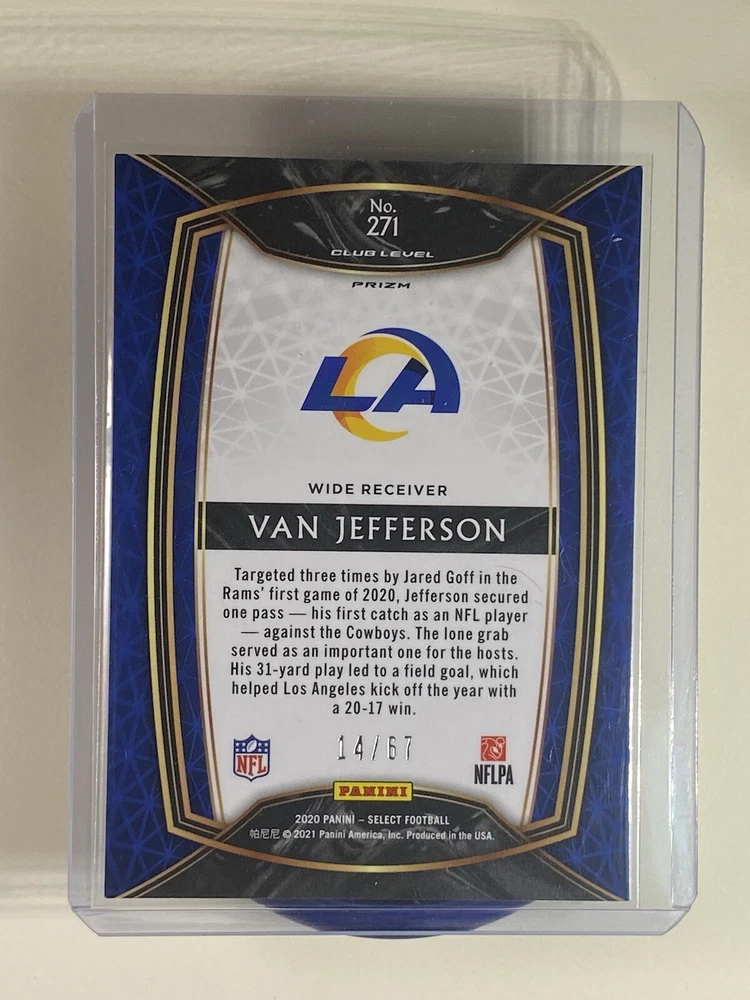 No.
271
CLUB LEVEL
PRIZM
LA
WIDE RECEIVER
VAN JEFFERSON
Targeted three times by Jared Goff in the
Rams' first game of 2020, Jefferson secured
one pass — his first catch as an NFL player
— against the Cowboys. The lone grab
served as an important one for the hosts.
His 31-yard play led to a field goal, which
helped Los Angeles kick off the year with
a 20-17 win.
14/67
NFL
NFLPA
PANINI
2020 PANINI – SELECT FOOTBALL
帕尼尼 © 2021 Panini America, Inc. Produced in the USA.